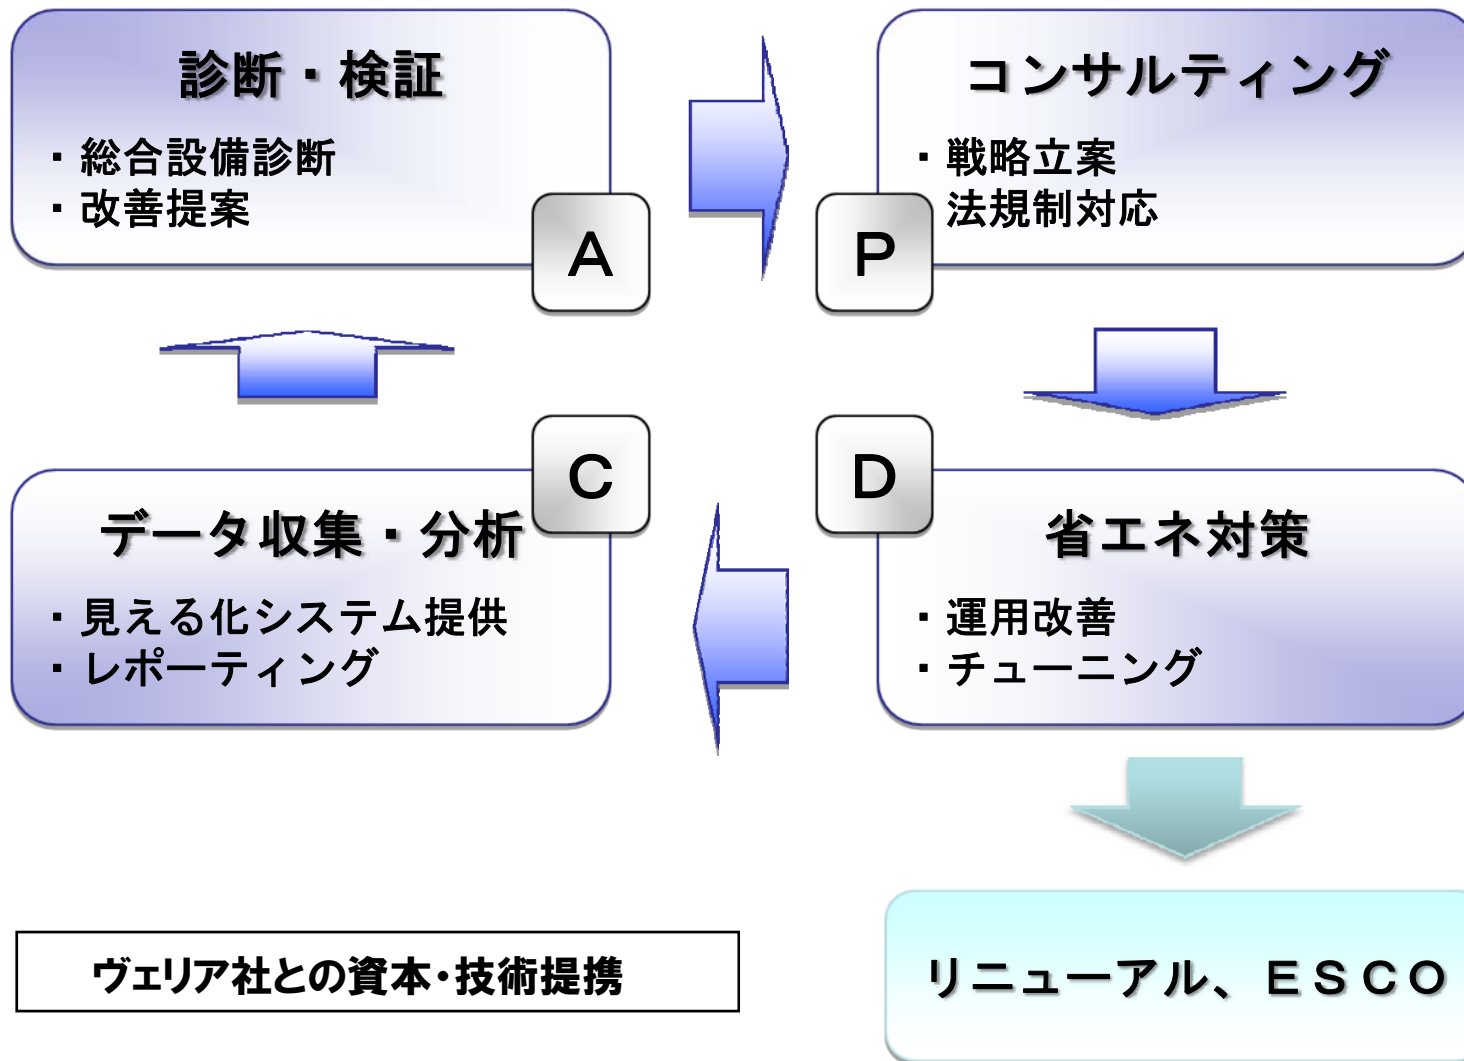 診断・検証
・総合設備診断
・改善提案
A
コンサルティング
・戦略立案
法規制対応
P
C
データ収集・分析
・見える化システム提供
・レポーティング
D
省エネ対策
・運用改善
・チューニング
ヴェリア社との資本・技術提携
リニューアル、ＥＳＣＯ